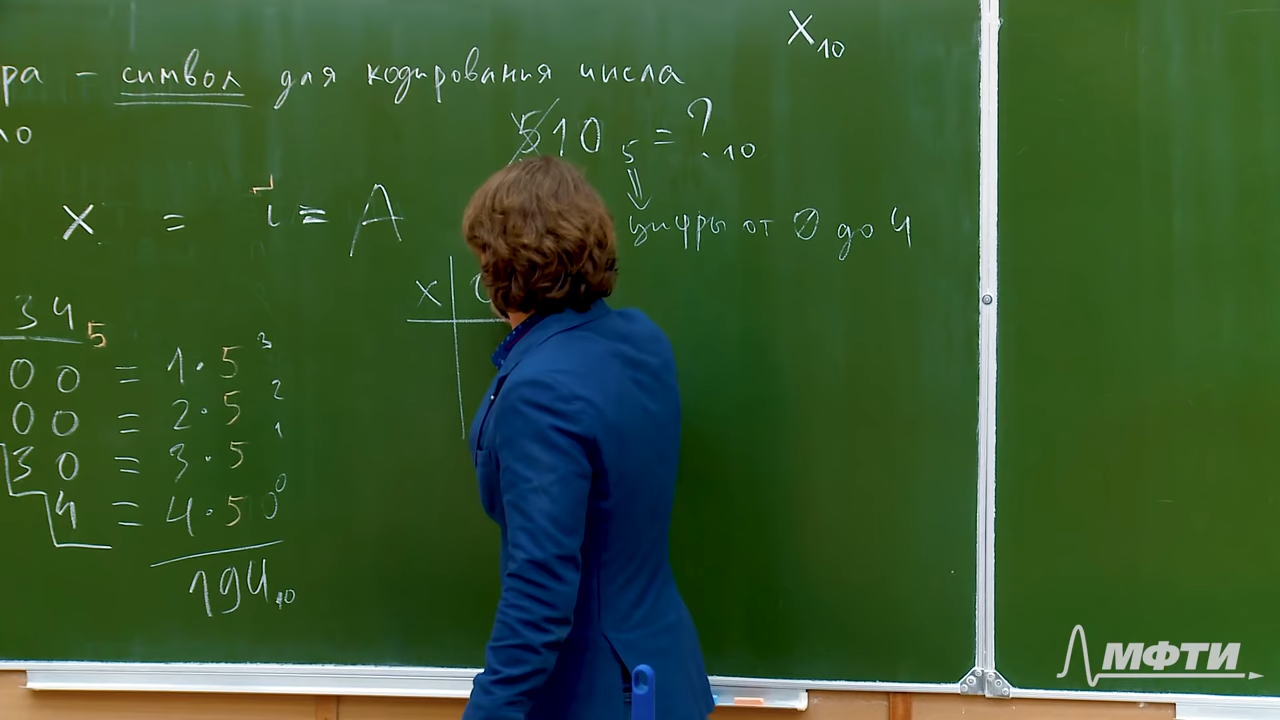 X₁₀
ра – символ для кодирования числа
10
510₅ = ?₁₀
цифры от 0 до 4
X = = A
X
34₅
00 = 1·5³
00 = 2·5²
30 = 3·5¹
4 = 4·5⁰
194₁₀
МФТИ